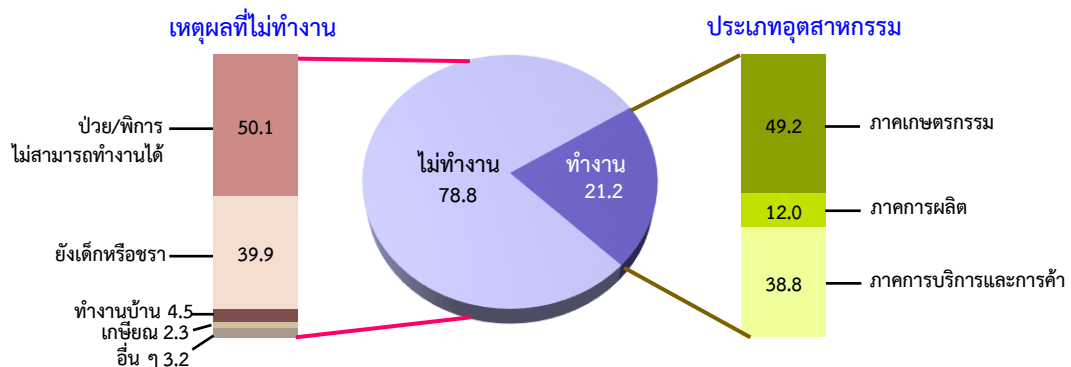 เหตุผลที่ไม่ทำงาน
ป่วย/พิการ
ไม่สามารถทำงานได้
50.1
ยังเด็กหรือชรา
39.9
ทำงานบ้าน 4.5
เกษียณ 2.3
อื่น ๆ 3.2
ไม่ทำงาน
78.8
ทำงาน
21.2
ประเภทอุตสาหกรรม
49.2
ภาคเกษตรกรรม
12.0
ภาคการผลิต
38.8
ภาคการบริการและการค้า